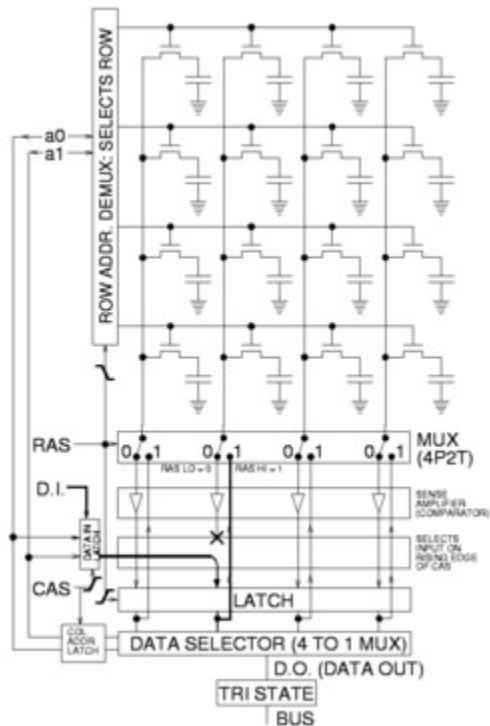 ROW ADDR. DEMUX: SELECTS ROW
a0
a1
RAS
0 1 0 1 0 1 0 1
MUX
(4P2T)
RAS LO = 0
RAS HI = 1
D.I.
SENSE
AMPLIFIER
(COMPARATOR)
DATA IN
LATCH
SELECTS
INPUT ON
RISING EDGE
OF CAS
CAS
LATCH
COL
ADDR
LATCH
DATA SELECTOR (4 TO 1 MUX)
D.O. (DATA OUT)
TRI STATE
BUS